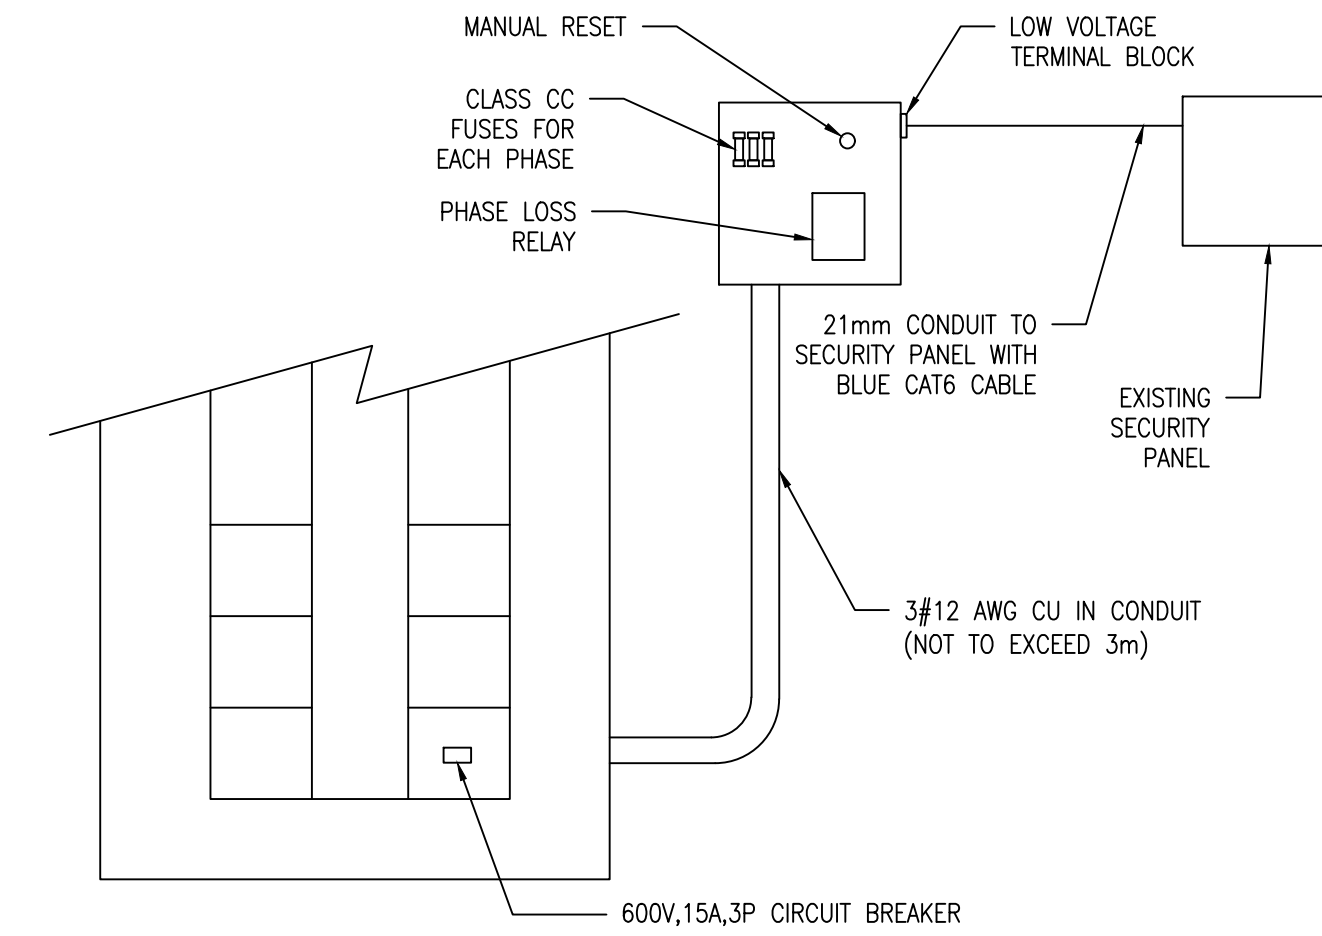 MANUAL RESET
LOW VOLTAGE
TERMINAL BLOCK
CLASS CC
FUSES FOR
EACH PHASE
PHASE LOSS
RELAY
21mm CONDUIT TO
SECURITY PANEL WITH
BLUE CAT6 CABLE
EXISTING
SECURITY
PANEL
3#12 AWG CU IN CONDUIT
(NOT TO EXCEED 3m)
600V,15A,3P CIRCUIT BREAKER